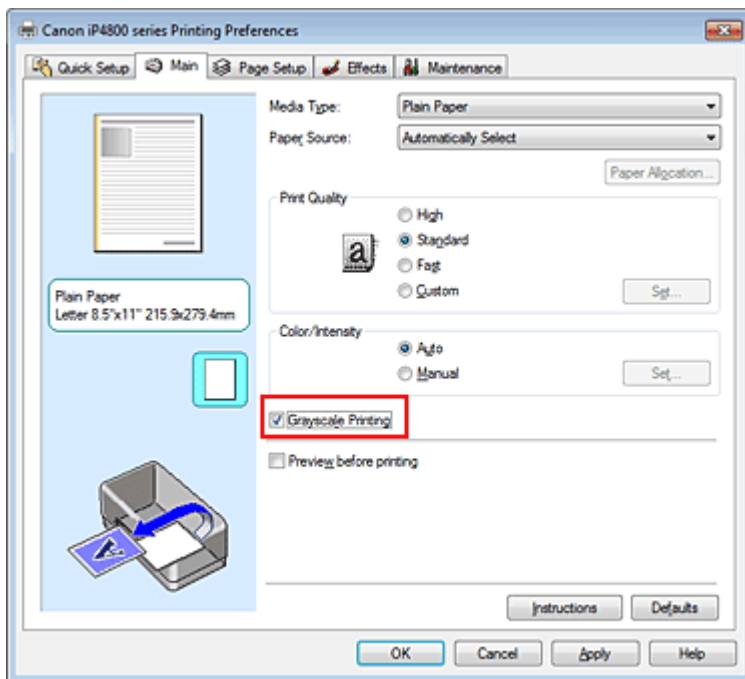 Canon iP4800 series Printing Preferences
Quick Setup Main Page Setup Effects Maintenance
Media Type: Plain Paper
Paper Source: Automatically Select
Paper Allocation...
Print Quality
High
a Standard
Fast
Custom Set...
Plain Paper
Letter 8.5"x11" 215.9x279.4mm
Color/Intensity
Auto
Manual Set...
Grayscale Printing
Preview before printing
A
Instructions Defaults
OK Cancel Apply Help